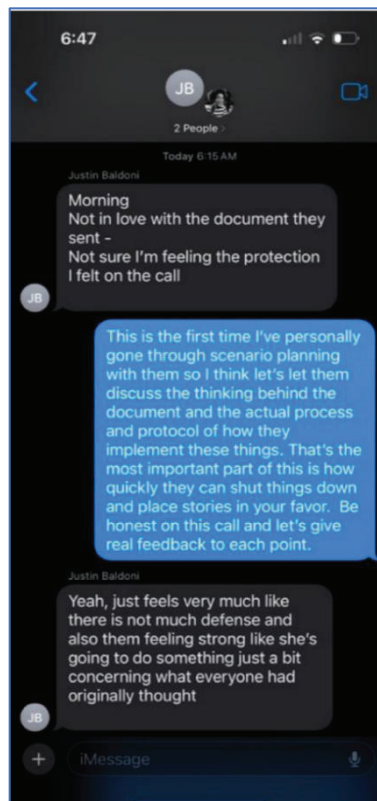 6:47
JB
2 People >
Today 6:15 AM
Justin Baldoni
Morning
Not in love with the document they
sent -
Not sure I'm feeling the protection
I felt on the call
JB
This is the first time I've personally
gone through scenario planning
with them so I think let's let them
discuss the thinking behind the
document and the actual process
and protocol of how they
implement these things. That's the
most important part of this is how
quickly they can shut things down
and place stories in your favor.  Be
honest on this call and let's give
real feedback to each point.
Justin Baldoni
Yeah, just feels very much like
there is not much defense and
also them feeling strong like she's
going to do something just a bit
concerning what everyone had
originally thought
JB
iMessage